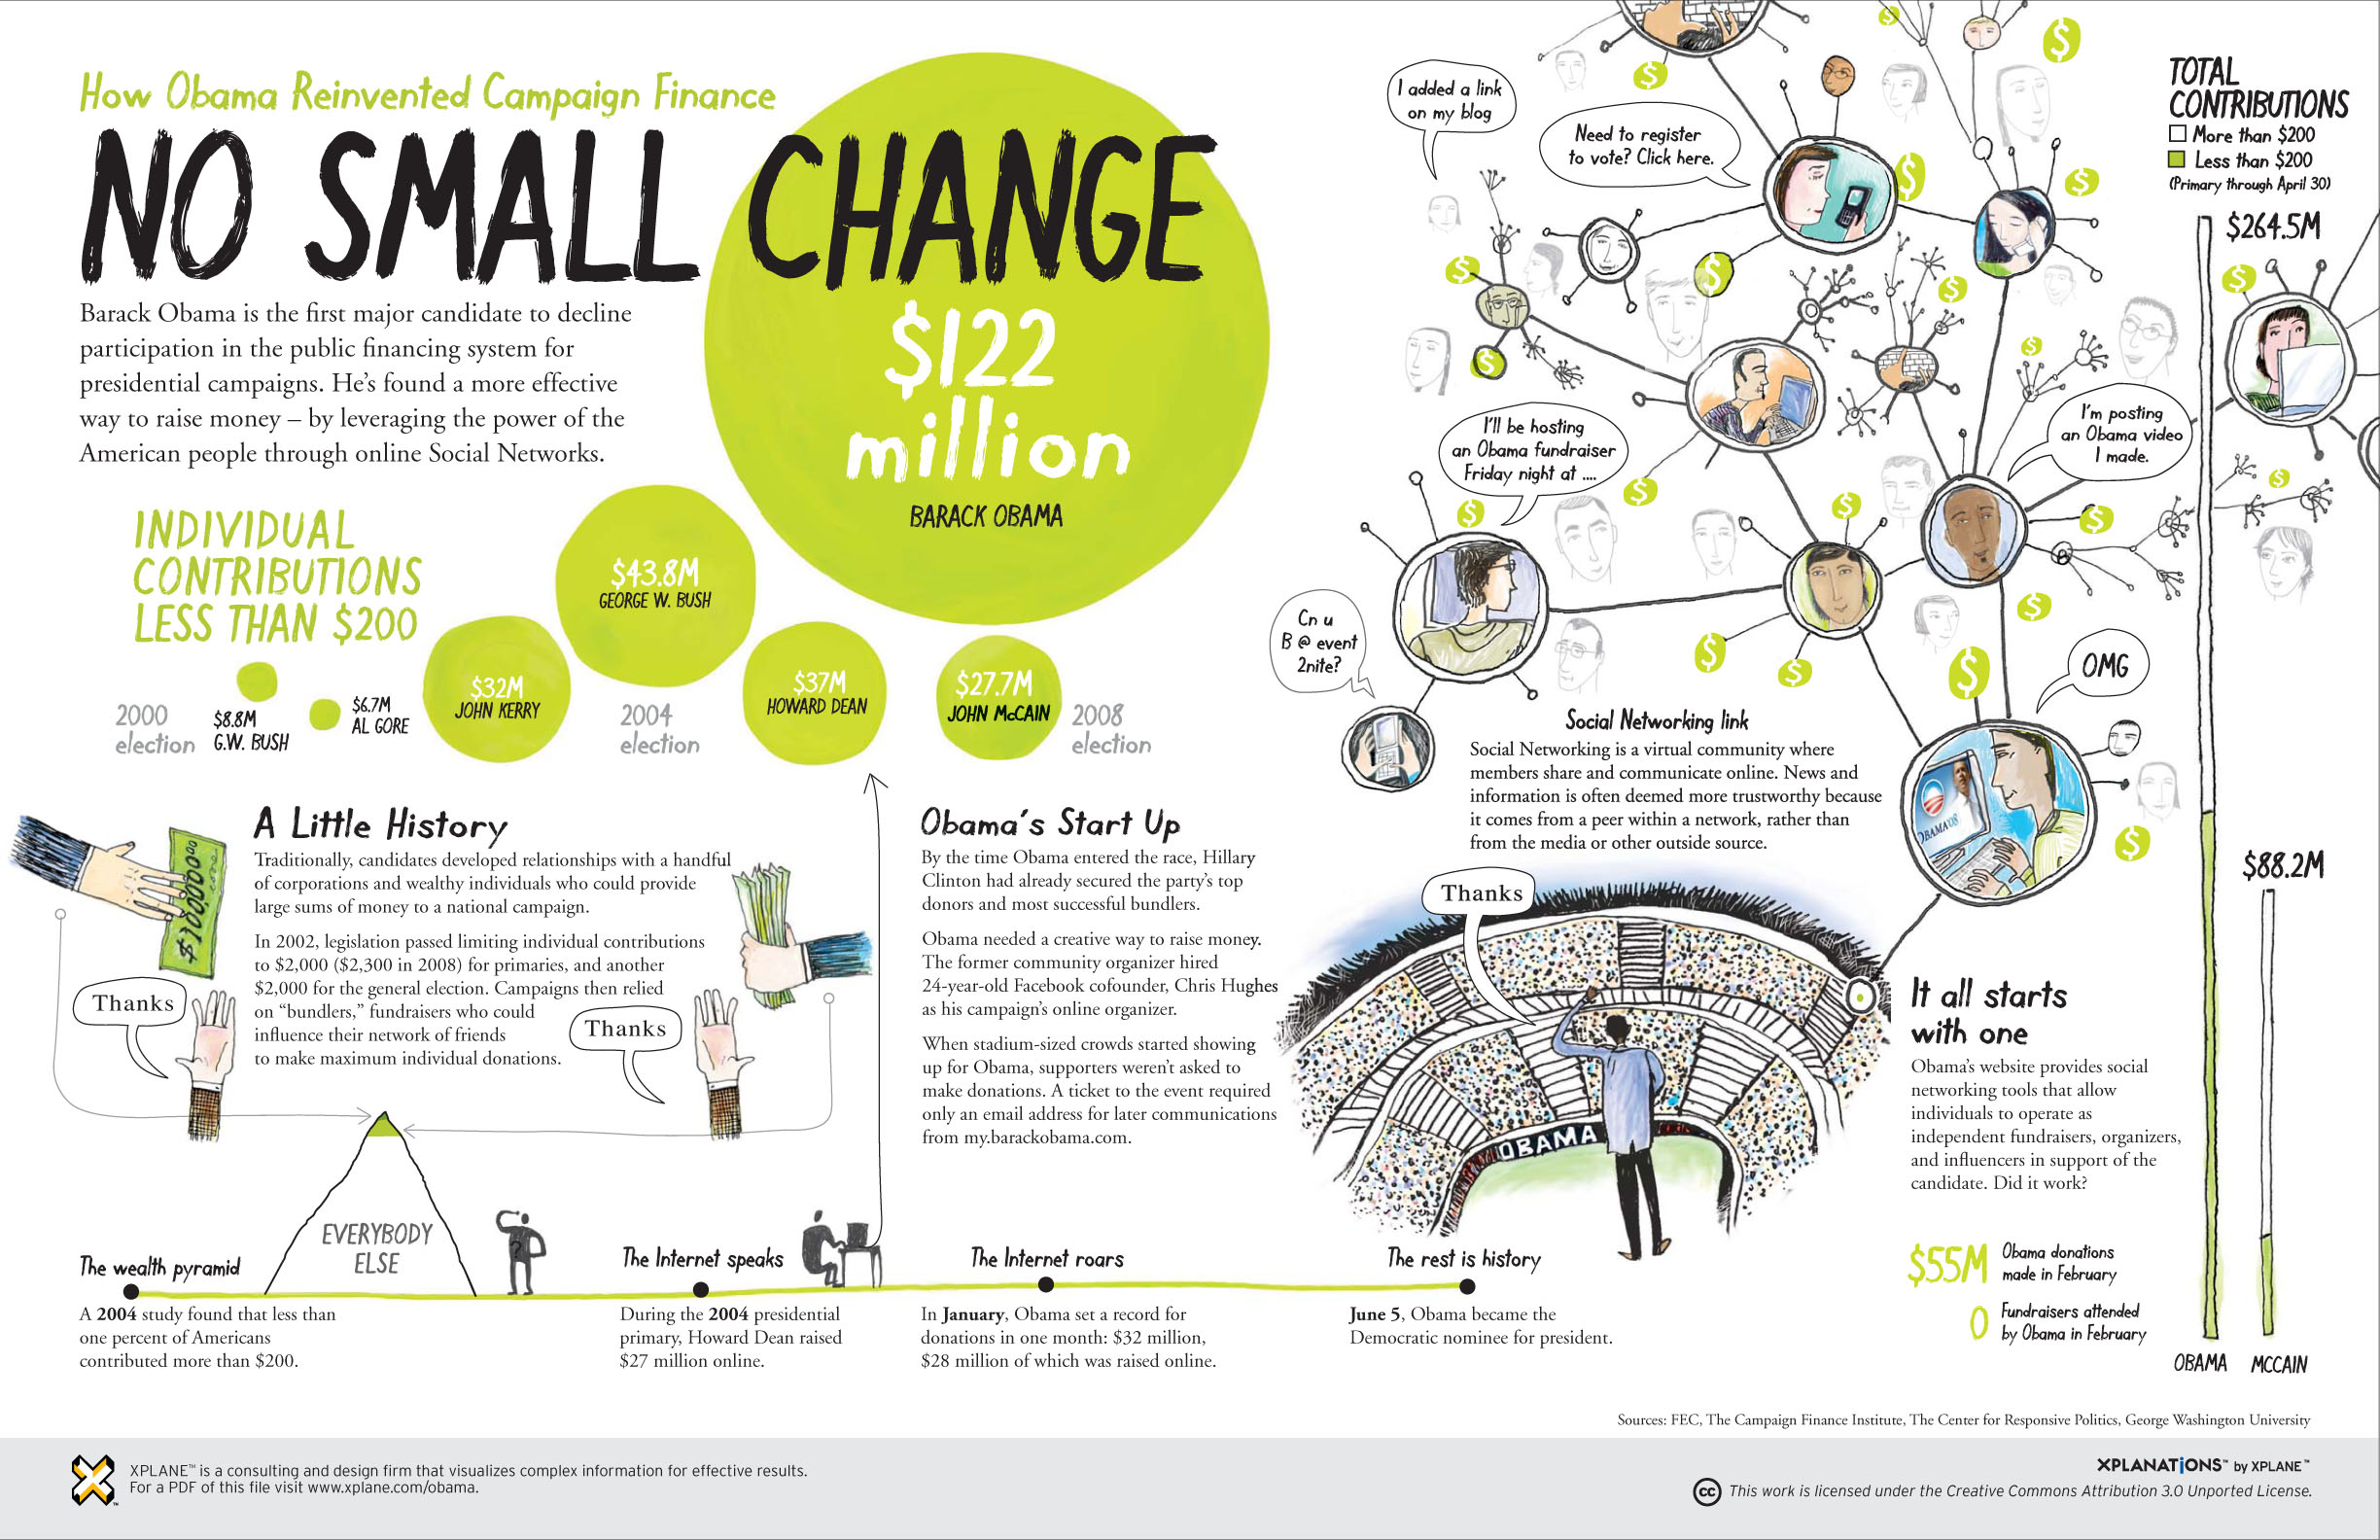 How Obama Reinvented Campaign Finance
NO SMALL CHANGE
Barack Obama is the first major candidate to decline
participation in the public financing system for
presidential campaigns. He's found a more effective
way to raise money – by leveraging the power of the
American people through online Social Networks.
$122
million
BARACK OBAMA
INDIVIDUAL
CONTRIBUTIONS
LESS THAN $200
2000
election
$8.8M
G.W. BUSH
$6.7M
AL GORE
$32M
JOHN KERRY
$43.8M
GEORGE W. BUSH
2004
election
$37M
HOWARD DEAN
$27.7M
JOHN McCAIN
2008
election
A Little History
Traditionally, candidates developed relationships with a handful
of corporations and wealthy individuals who could provide
large sums of money to a national campaign.
In 2002, legislation passed limiting individual contributions
to $2,000 ($2,300 in 2008) for primaries, and another
$2,000 for the general election. Campaigns then relied
on “bundlers,” fundraisers who could
influence their network of friends
to make maximum individual donations.
Thanks
Thanks
EVERYBODY
ELSE
Obama's Start Up
By the time Obama entered the race, Hillary
Clinton had already secured the party's top
donors and most successful bundlers.
Obama needed a creative way to raise money.
The former community organizer hired
24-year-old Facebook cofounder, Chris Hughes
as his campaign's online organizer.
When stadium-sized crowds started showing
up for Obama, supporters weren't asked to
make donations. A ticket to the event required
only an email address for later communications
from my.barackobama.com.
The wealth pyramid
A 2004 study found that less than
one percent of Americans
contributed more than $200.
The Internet speaks
During the 2004 presidential
primary, Howard Dean raised
$27 million online.
The Internet roars
In January, Obama set a record for
donations in one month: $32 million,
$28 million of which was raised online.
The rest is history
June 5, Obama became the
Democratic nominee for president.
I added a link
on my blog
Need to register
to vote? Click here.
I'll be hosting
an Obama fundraiser
Friday night at ....
I'm posting
an Obama video
I made.
Cn u
B @ event
2nite?
OMG
Social Networking link
Social Networking is a virtual community where
members share and communicate online. News and
information is often deemed more trustworthy because
it comes from a peer within a network, rather than
from the media or other outside source.
OBAMA'08
Thanks
OBAMA
It all starts
with one
Obama's website provides social
networking tools that allow
individuals to operate as
independent fundraisers, organizers,
and influencers in support of the
candidate. Did it work?
$55M
Obama donations
made in February
0
Fundraisers attended
by Obama in February
TOTAL
CONTRIBUTIONS
More than $200
Less than $200
(Primary through April 30)
$264.5M
$88.2M
OBAMA
MCCAIN
Sources: FEC, The Campaign Finance Institute, The Center for Responsive Politics, George Washington University
XPLANE™ is a consulting and design firm that visualizes complex information for effective results.
For a PDF of this file visit www.xplane.com/obama.
XPLANATiONS™ by XPLANE™
cc This work is licensed under the Creative Commons Attribution 3.0 Unported License.